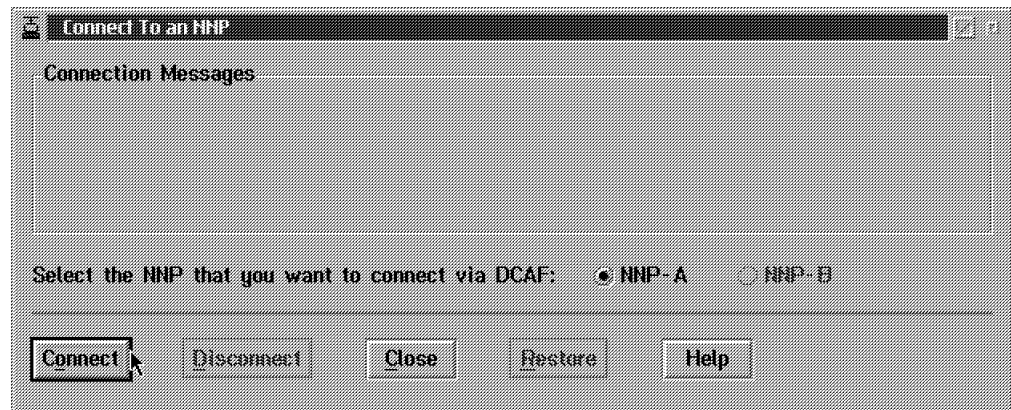 Connect To an NNP
Connection Messages
Select the NNP that you want to connect via DCAF: NNP-A NNP-B
Connect Disconnect Close Restore Help